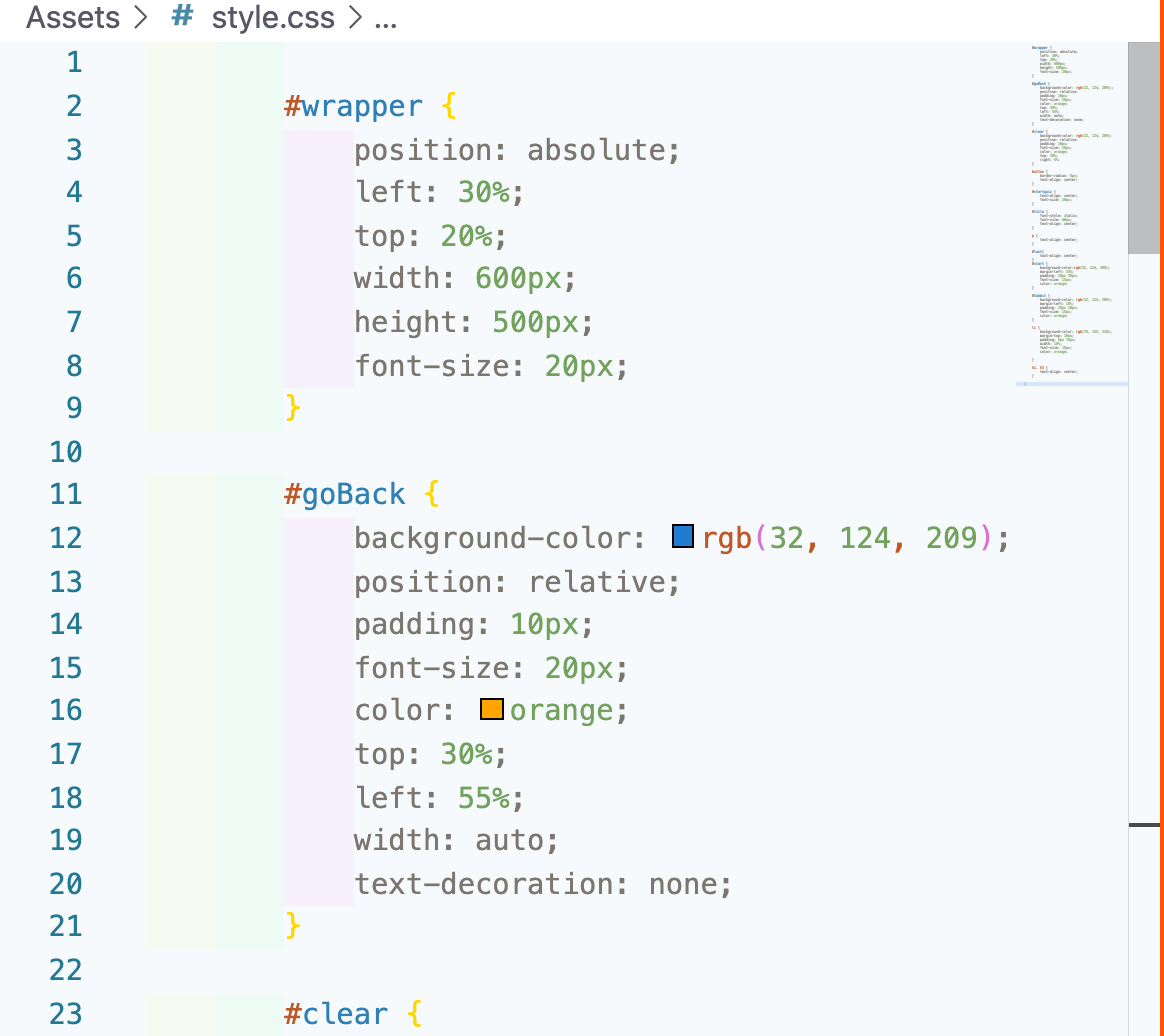 Assets > # style.css > ...
1
2 #wrapper {
3 position: absolute;
4 left: 30%;
5 top: 20%;
6 width: 600px;
7 height: 500px;
8 font-size: 20px;
9 }
10
11 #goBack {
12 background-color: rgb(32, 124, 209);
13 position: relative;
14 padding: 10px;
15 font-size: 20px;
16 color: orange;
17 top: 30%;
18 left: 55%;
19 width: auto;
20 text-decoration: none;
21 }
22
23 #clear {